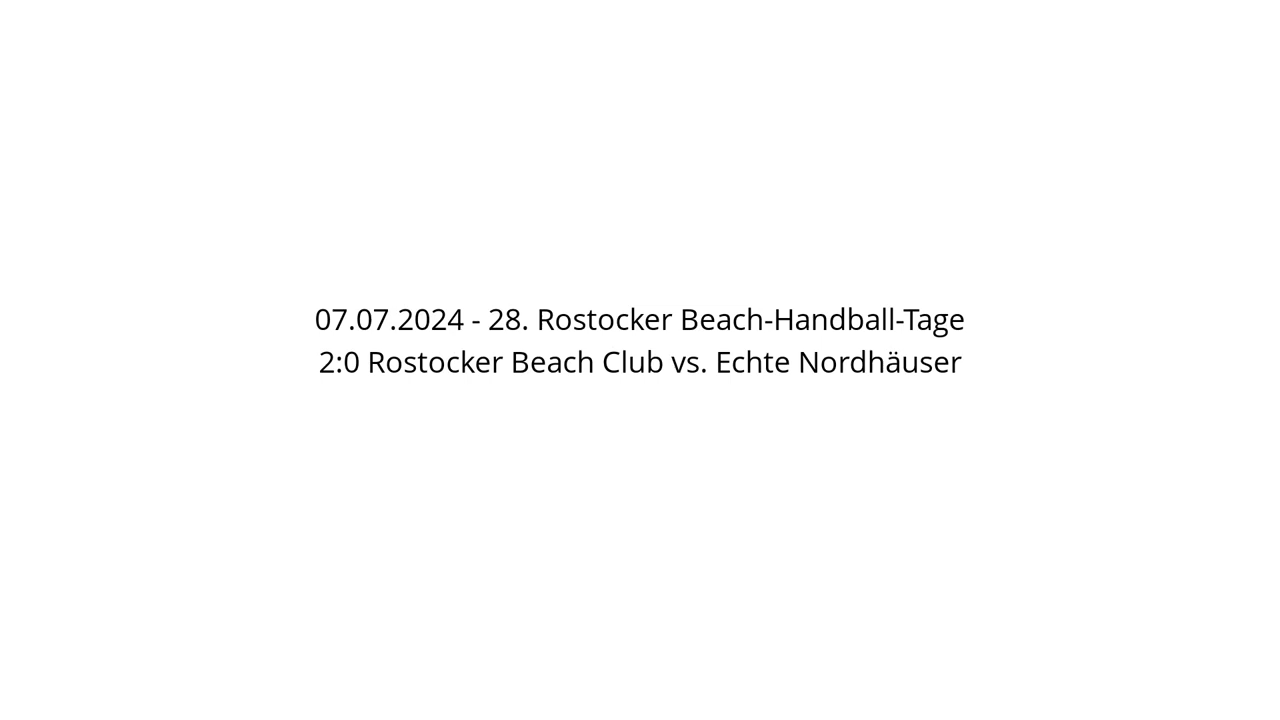 07.07.2024 - 28. Rostocker Beach-Handball-Tage
2:0 Rostocker Beach Club vs. Echte Nordhäuser